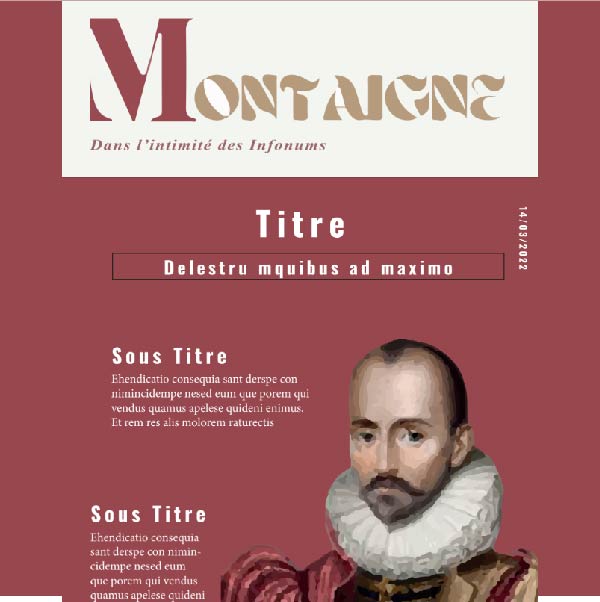 MONTAIGNE
Dans l'intimité des Infonums
Titre
14/03/2022
Delestru mquibus ad maximo
Sous Titre
Ehendicatio consequia sant derspe con
nimincidempe nesed eum que porem qui
vendus quamus apelese quideni enimus.
Et rem res alis molorem raturectis
Sous Titre
Ehendicatio consequia
sant derspe con nimin-
cidempe nesed eum
que porem qui vendus
quamus apelese quideni